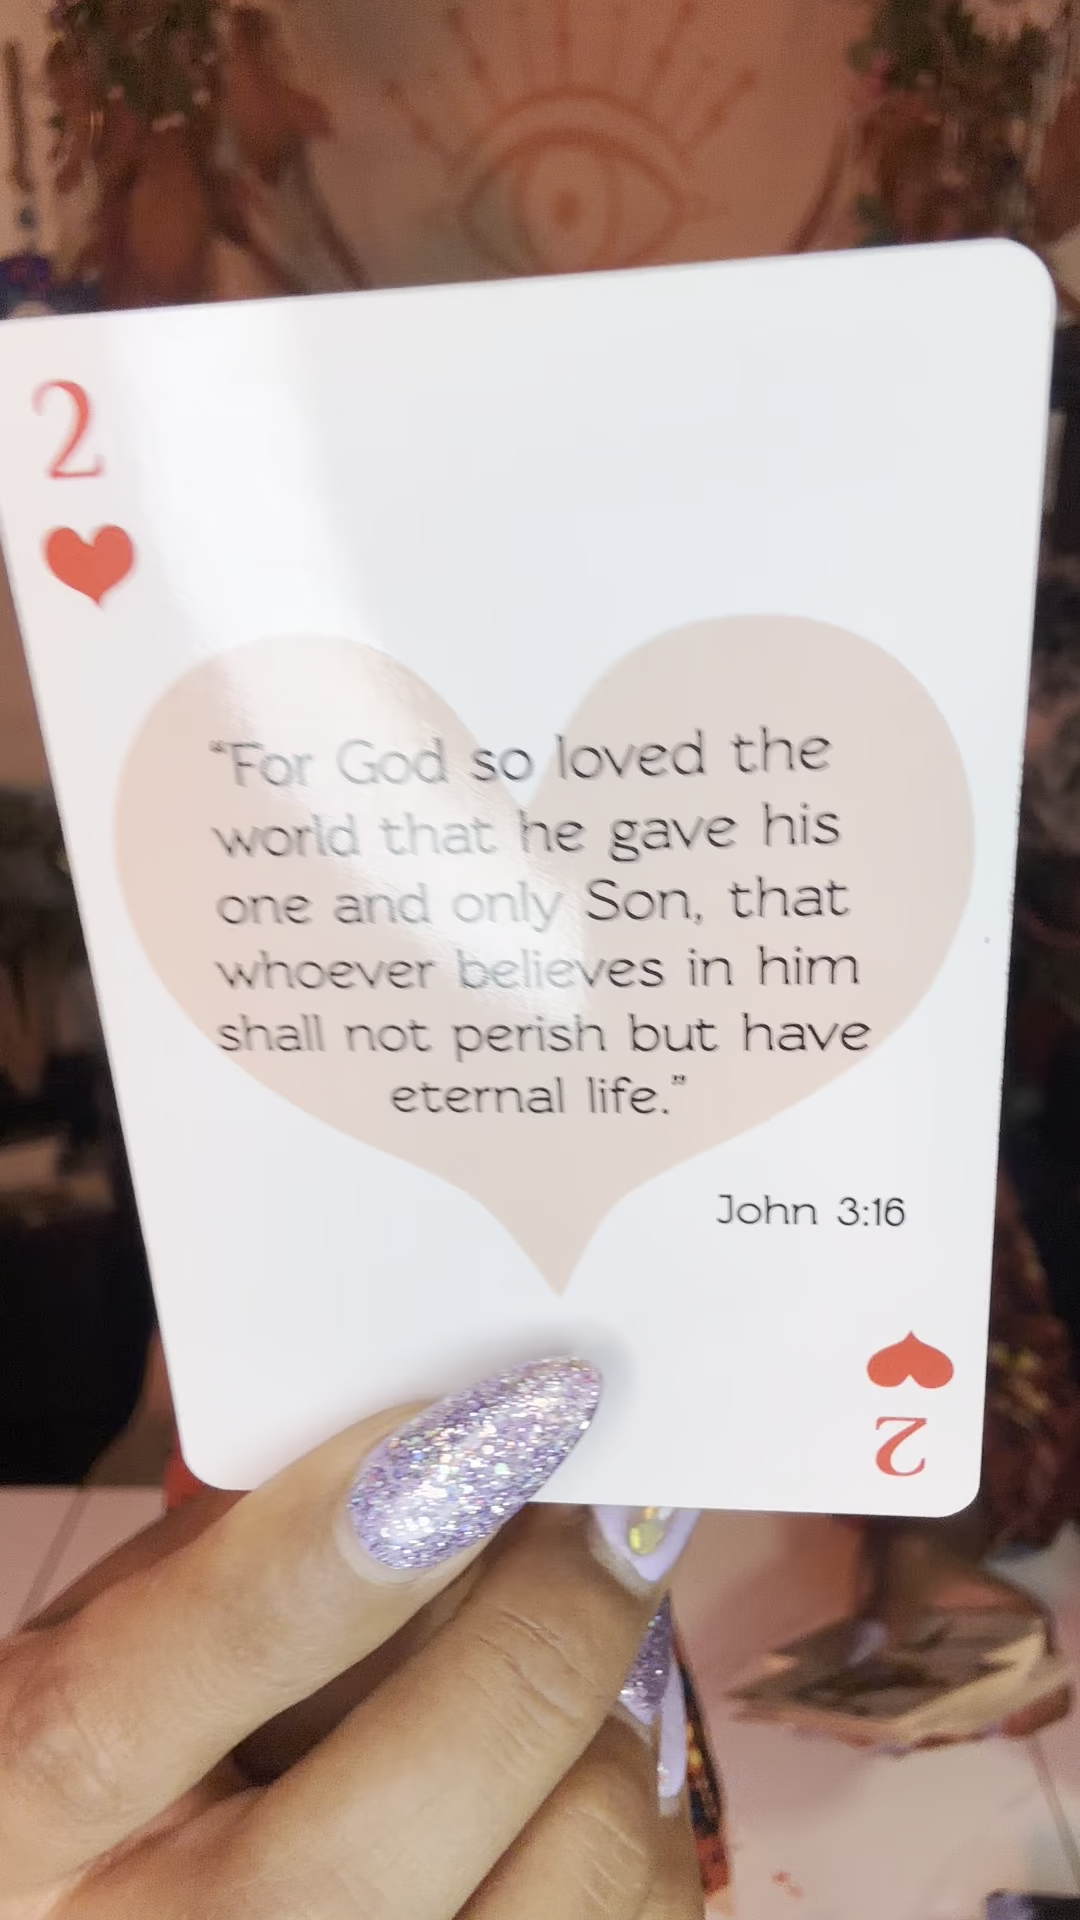 2
“For God so loved the
world that he gave his
one and only Son, that
whoever believes in him
shall not perish but have
eternal life.”
John 3:16
2